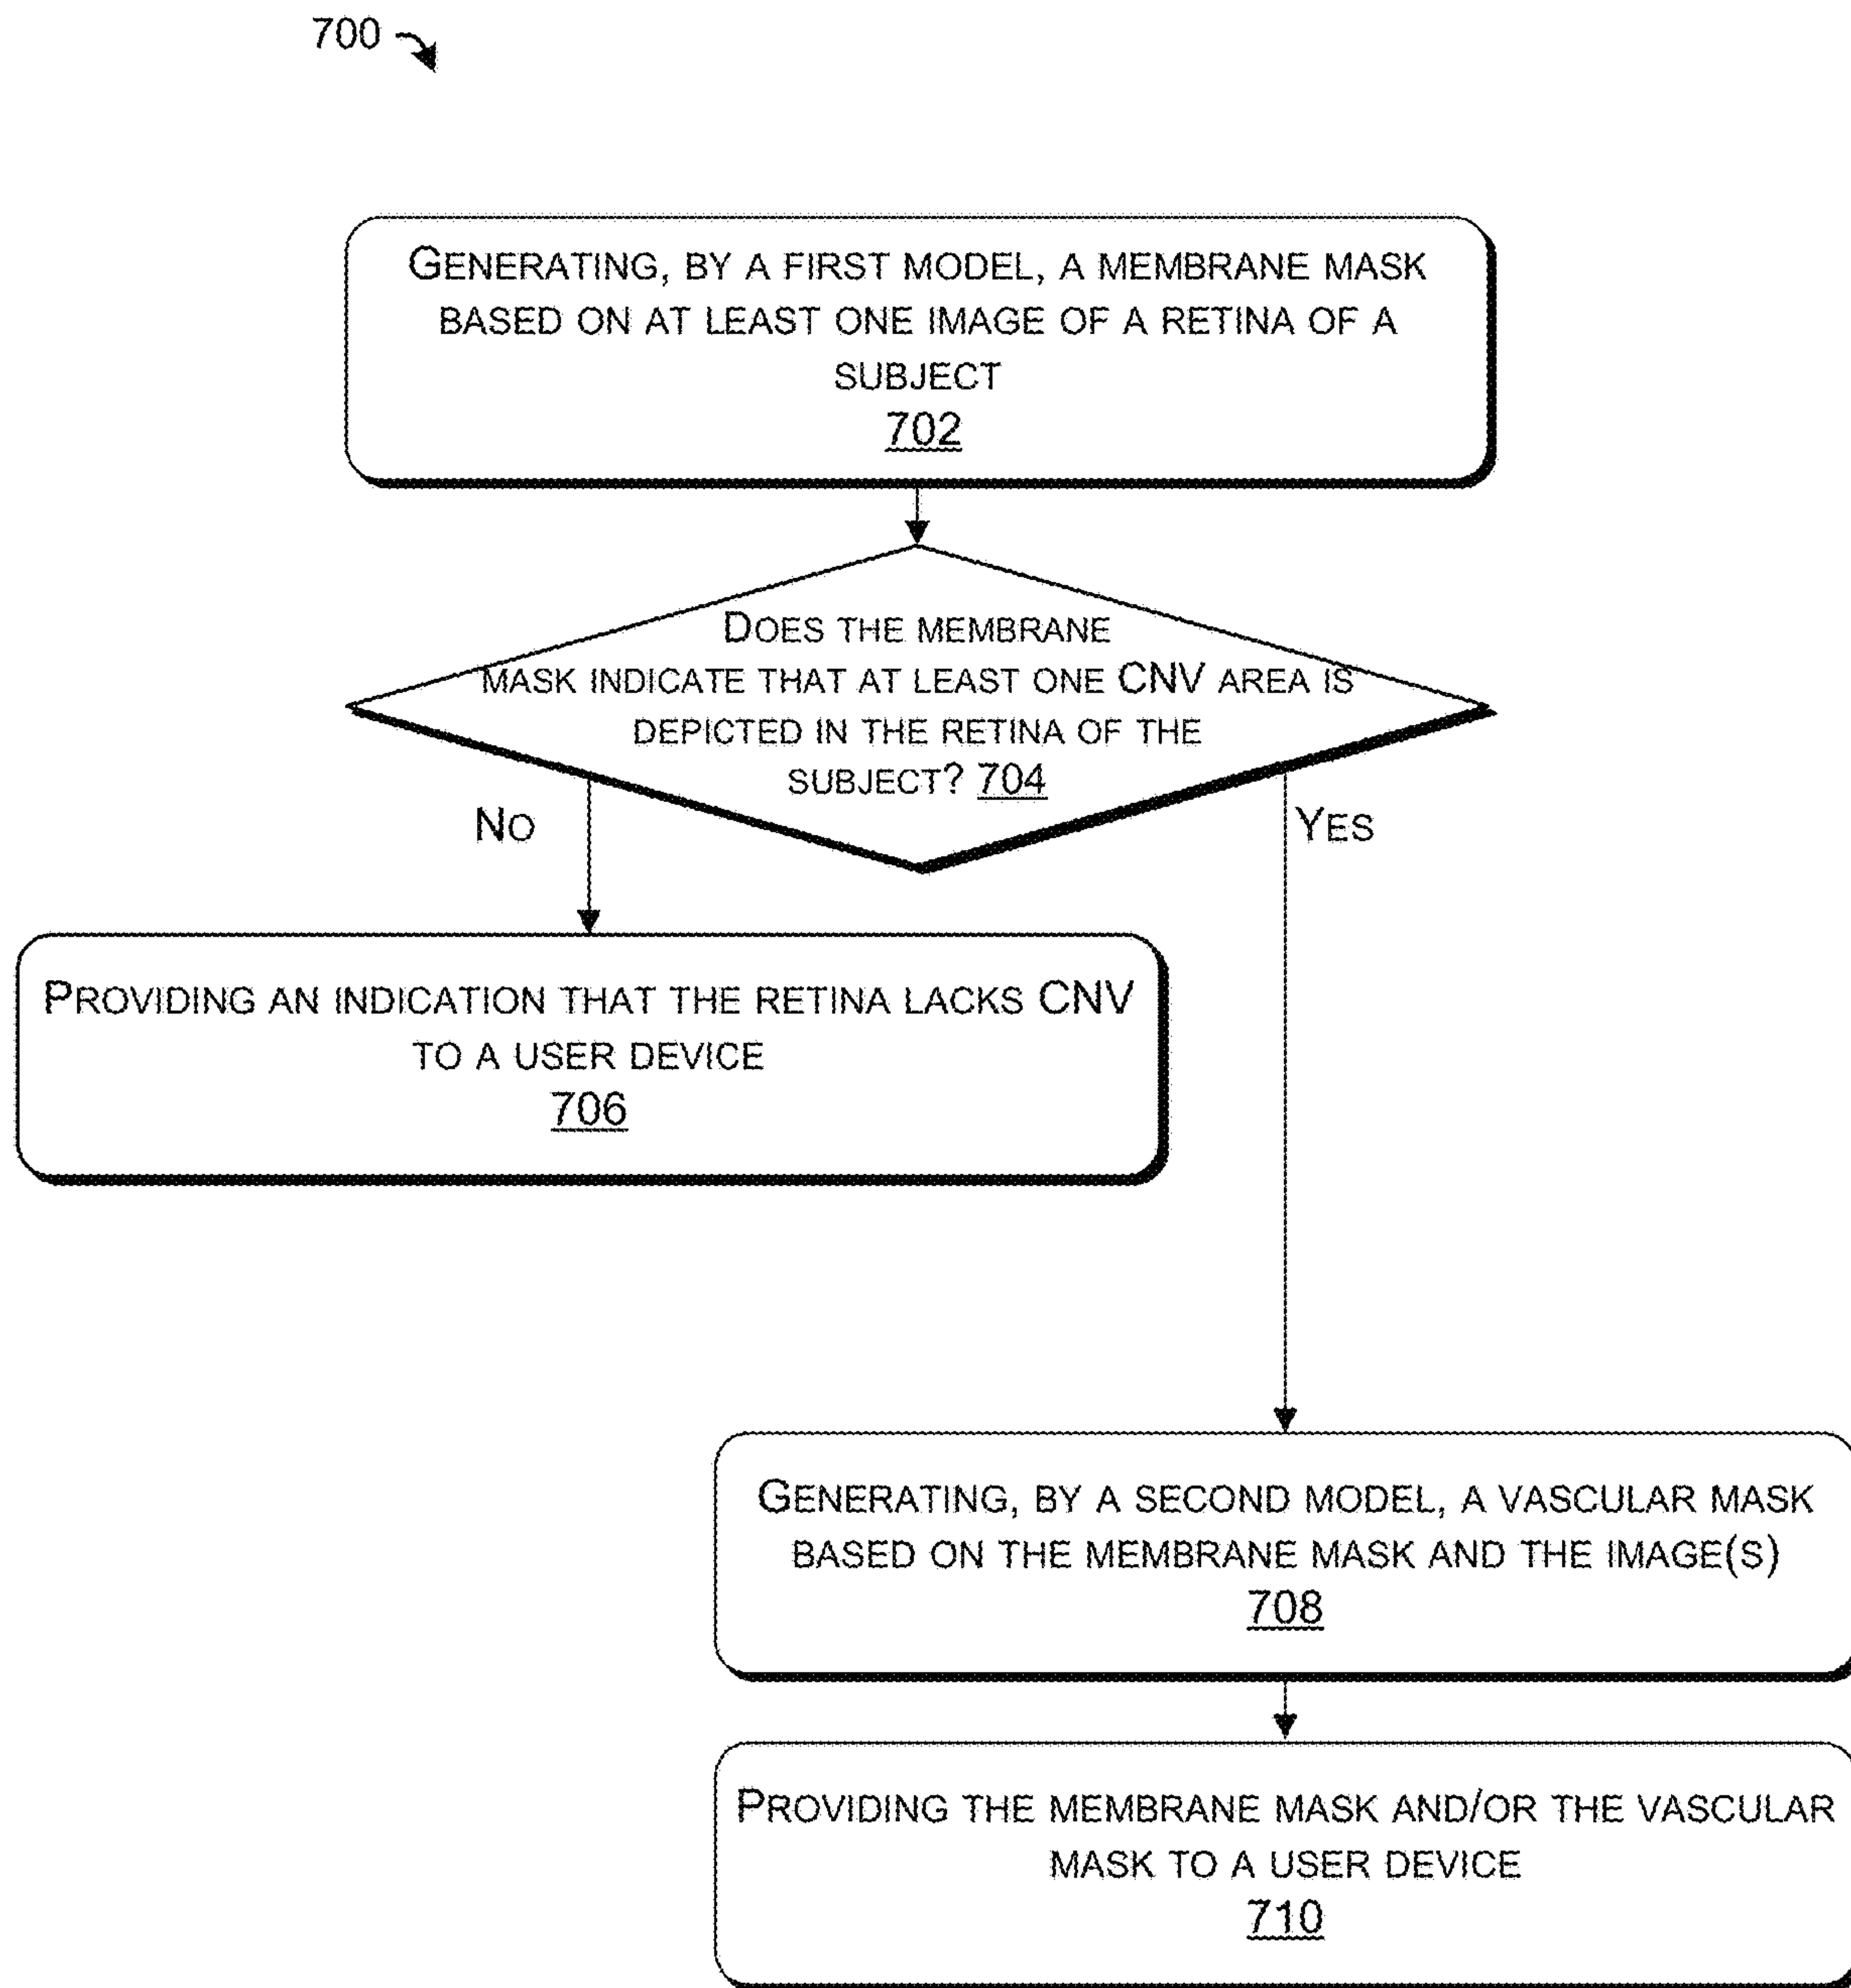 700
GENERATING, BY A FIRST MODEL, A MEMBRANE MASK
BASED ON AT LEAST ONE IMAGE OF A RETINA OF A
SUBJECT
702
DOES THE MEMBRANE
MASK INDICATE THAT AT LEAST ONE CNV AREA IS
DEPICTED IN THE RETINA OF THE
SUBJECT? 704
NO
YES
PROVIDING AN INDICATION THAT THE RETINA LACKS CNV
TO A USER DEVICE
706
GENERATING, BY A SECOND MODEL, A VASCULAR MASK
BASED ON THE MEMBRANE MASK AND THE IMAGE(S)
708
PROVIDING THE MEMBRANE MASK AND/OR THE VASCULAR
MASK TO A USER DEVICE
710